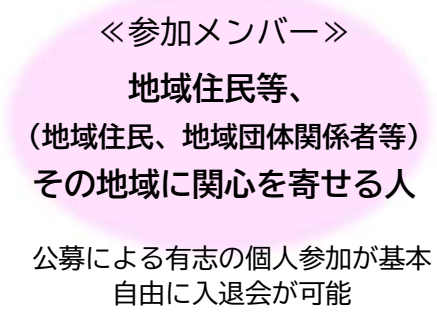 ≪参加メンバー≫
地域住民等、
（地域住民、地域団体関係者等）
その地域に関心を寄せる人
公募による有志の個人参加が基本
自由に入退会が可能